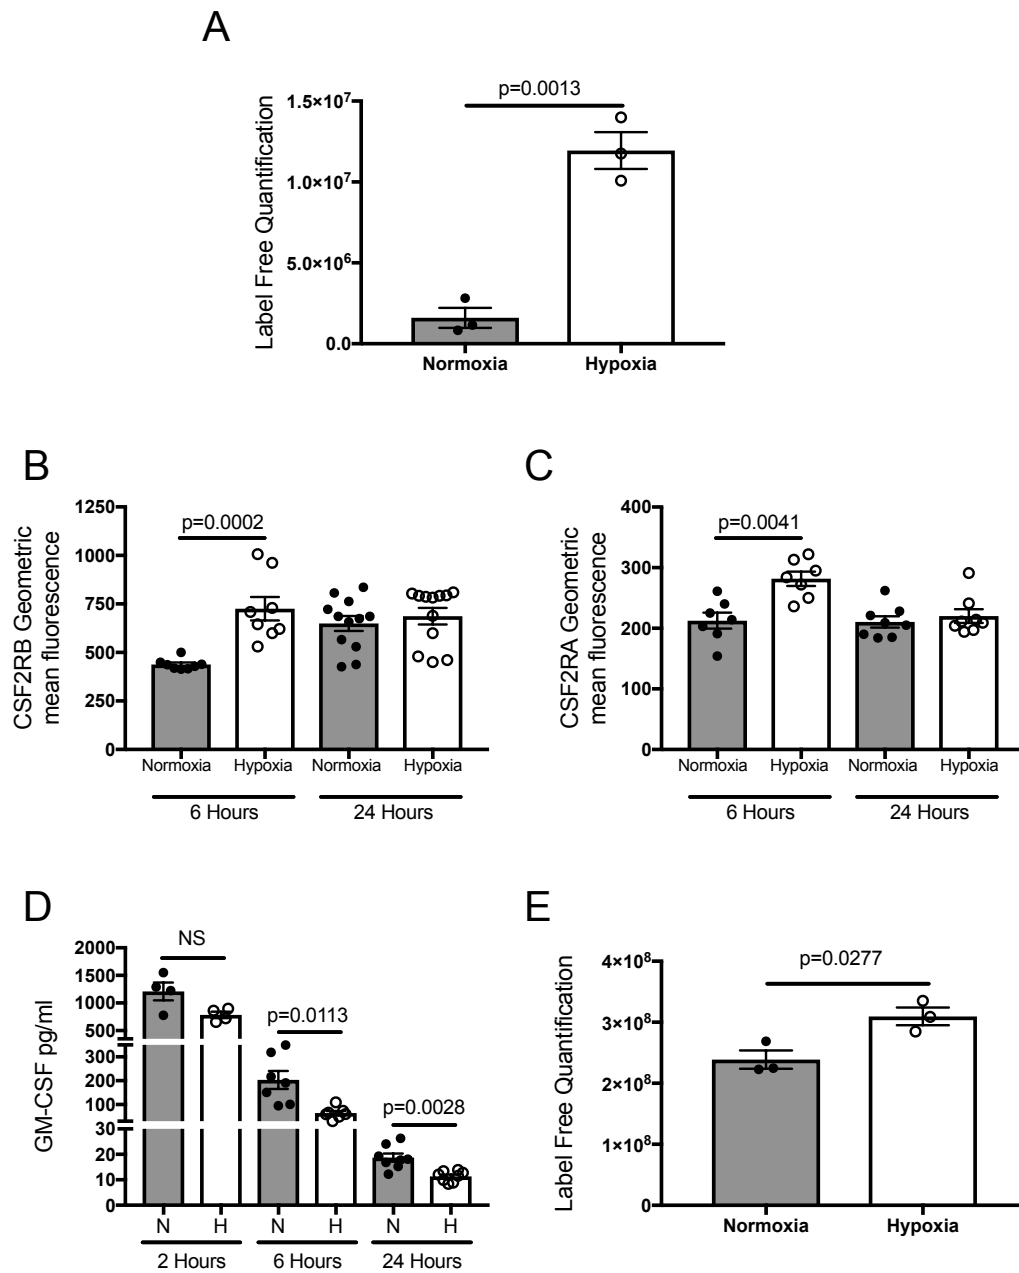 A
Label Free Quantification
p=0.0013
1.5×10⁷
1.0×10⁷
5.0×10⁶
0.0
Normoxia Hypoxia
B
CSF2RB Geometric
mean fluorescence
1250
1000
750
500
250
0
p=0.0002
Normoxia Hypoxia Normoxia Hypoxia
6 Hours 24 Hours
C
CSF2RA Geometric
mean fluorescence
400
300
200
100
0
p=0.0041
Normoxia Hypoxia Normoxia Hypoxia
6 Hours 24 Hours
D
GM-CSF pg/ml
2000
1500
1000
500
300
200
100
30
20
10
0
NS
p=0.0113
p=0.0028
N H N H N H
2 Hours 6 Hours 24 Hours
E
Label Free Quantification
4×10⁸
3×10⁸
2×10⁸
1×10⁸
0
p=0.0277
Normoxia Hypoxia